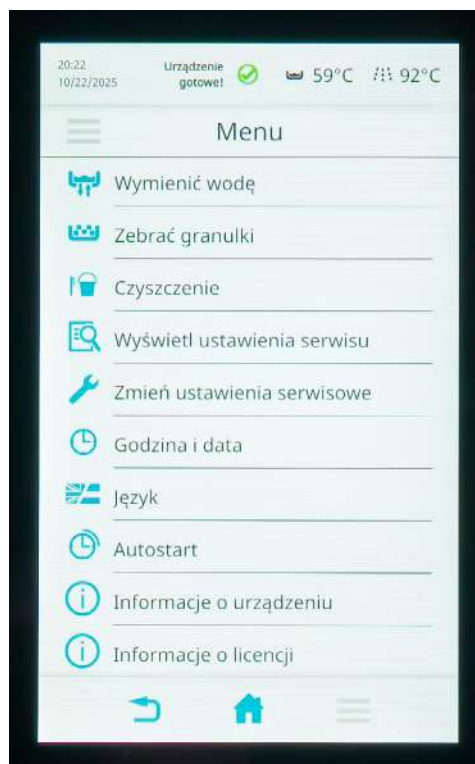 20:22
10/22/2025
Urządzenie
gotowe!
59°C
92°C
Menu
Wymienić wodę
Zebrać granulki
Czyszczenie
Wyświetl ustawienia serwisu
Zmień ustawienia serwisowe
Godzina i data
Język
Autostart
Informacje o urządzeniu
Informacje o licencji